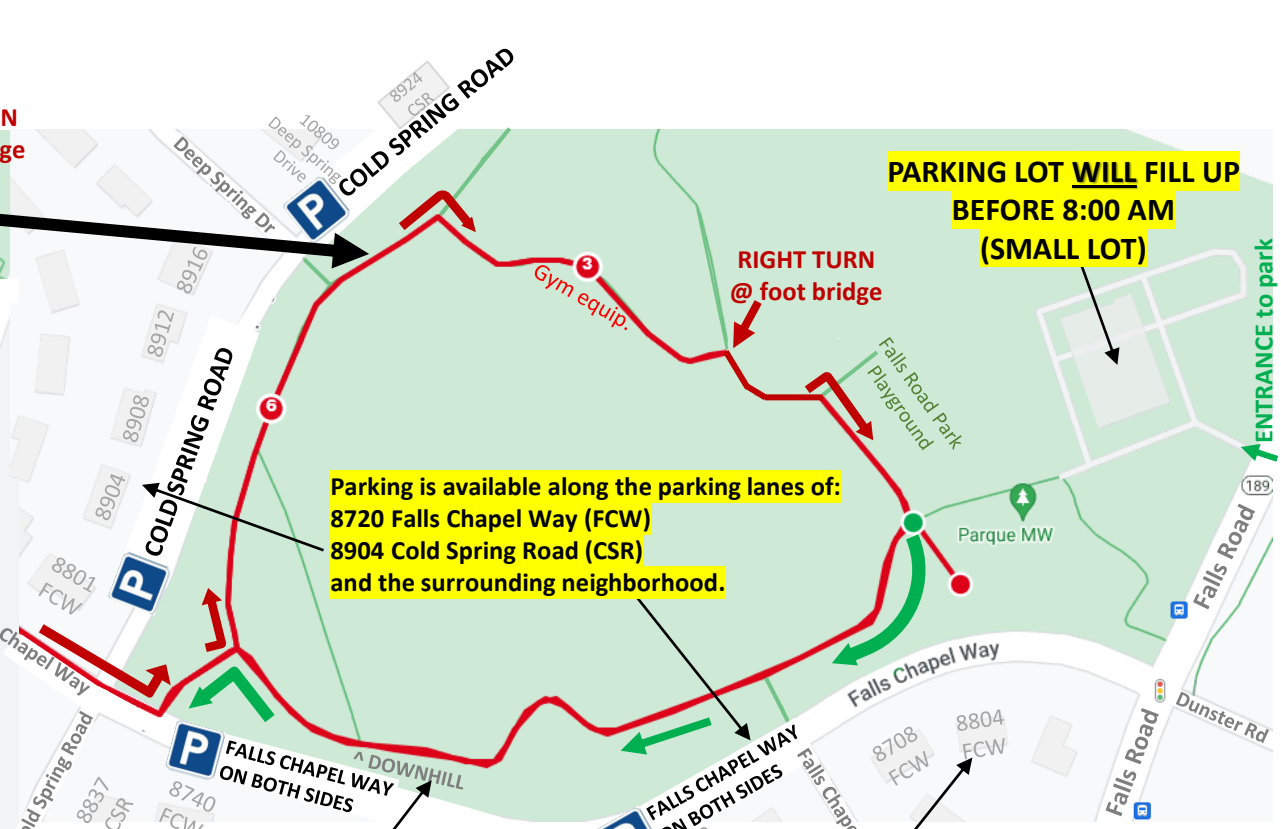 N
ge
8924
CSR
COLD SPRING ROAD
10809
Deep Spring
Drive
Deep Spring Dr
P
8916
8912
8908
8904
COLD SPRING ROAD
P
8801
FCW
Chapel Way
3
Gym equip.
RIGHT TURN
@ foot bridge
Falls Road Park
Playground
PARKING LOT WILL FILL UP
BEFORE 8:00 AM
(SMALL LOT)
ENTRANCE to park
189
Falls Road
6
Parking is available along the parking lanes of:
8720 Falls Chapel Way (FCW)
8904 Cold Spring Road (CSR)
and the surrounding neighborhood.
Parque MW
Falls Chapel Way
Dunster Rd
Falls Road
8708
FCW
8804
FCW
P
FALLS CHAPEL WAY
ON BOTH SIDES
^ DOWNHILL
FALLS CHAPEL WAY
ON BOTH SIDES
Falls Chape
old Spring Road
8837
CSR
8740
FCW